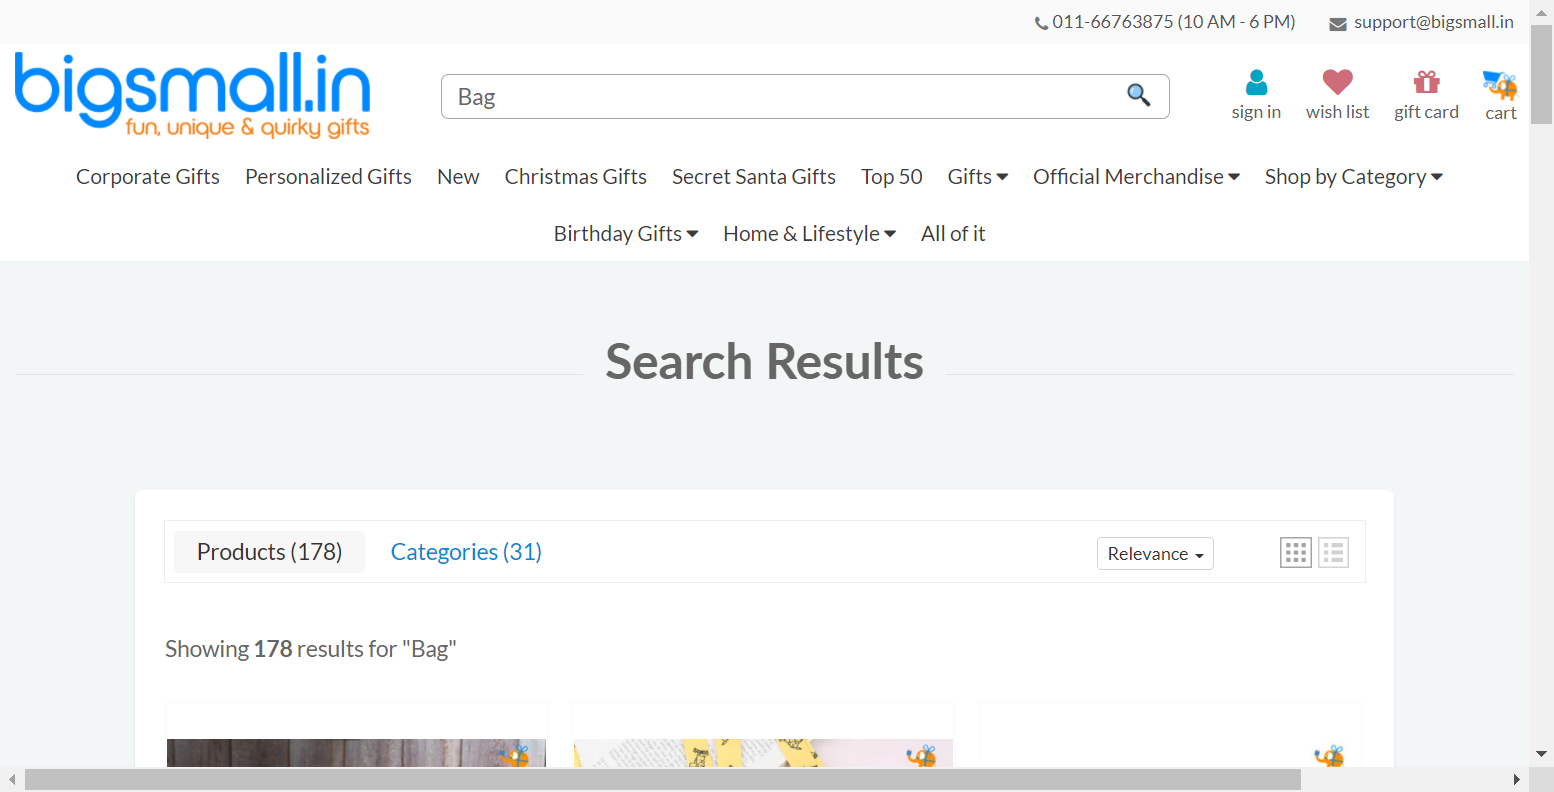 011-66763875 (10 AM - 6 PM) support@bigsmall.in
bigsmall.in
fun, unique & quirky gifts
Bag
sign in wish list gift card cart
Corporate Gifts Personalized Gifts New Christmas Gifts Secret Santa Gifts Top 50 Gifts Official Merchandise Shop by Category
Birthday Gifts Home & Lifestyle All of it
Search Results
Products (178) Categories (31) Relevance
Showing 178 results for "Bag"